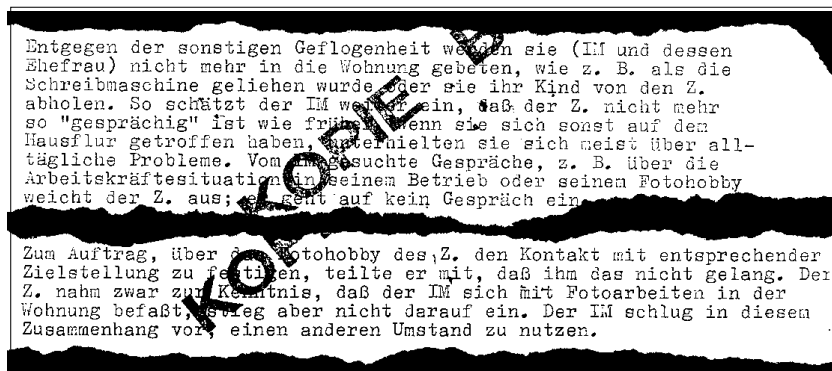 Entgegen der sonstigen Geflogenheit werden sie (IM und dessen
Ehefrau) nicht mehr in die Wohnung gebeten, wie z. B. als die
Schreibmaschine geliehen wurde oder sie ihr Kind von den Z.
abholen. So schätzt der IM weiter ein, daß der Z. nicht mehr
so "gesprächig" ist wie früher. Wenn sie sich sonst auf dem
Hausflur getroffen haben, unterhielten sie sich meist über all-
tägliche Probleme. Vom IM gesuchte Gespräche, z. B. über die
Arbeitskräftesituation in seinem Betrieb oder seinem Fotohobby
weicht der Z. aus; er geht auf kein Gespräch ein
Zum Auftrag, über das Fotohobby des Z. den Kontakt mit entsprechender
Zielstellung zu festigen, teilte er mit, daß ihm das nicht gelang. Der
Z. nahm zwar zur Kenntnis, daß der IM sich mit Fotoarbeiten in der
Wohnung befaßt, stieg aber nicht darauf ein. Der IM schlug in diesem
Zusammenhang vor, einen anderen Umstand zu nutzen.
KOPIE B